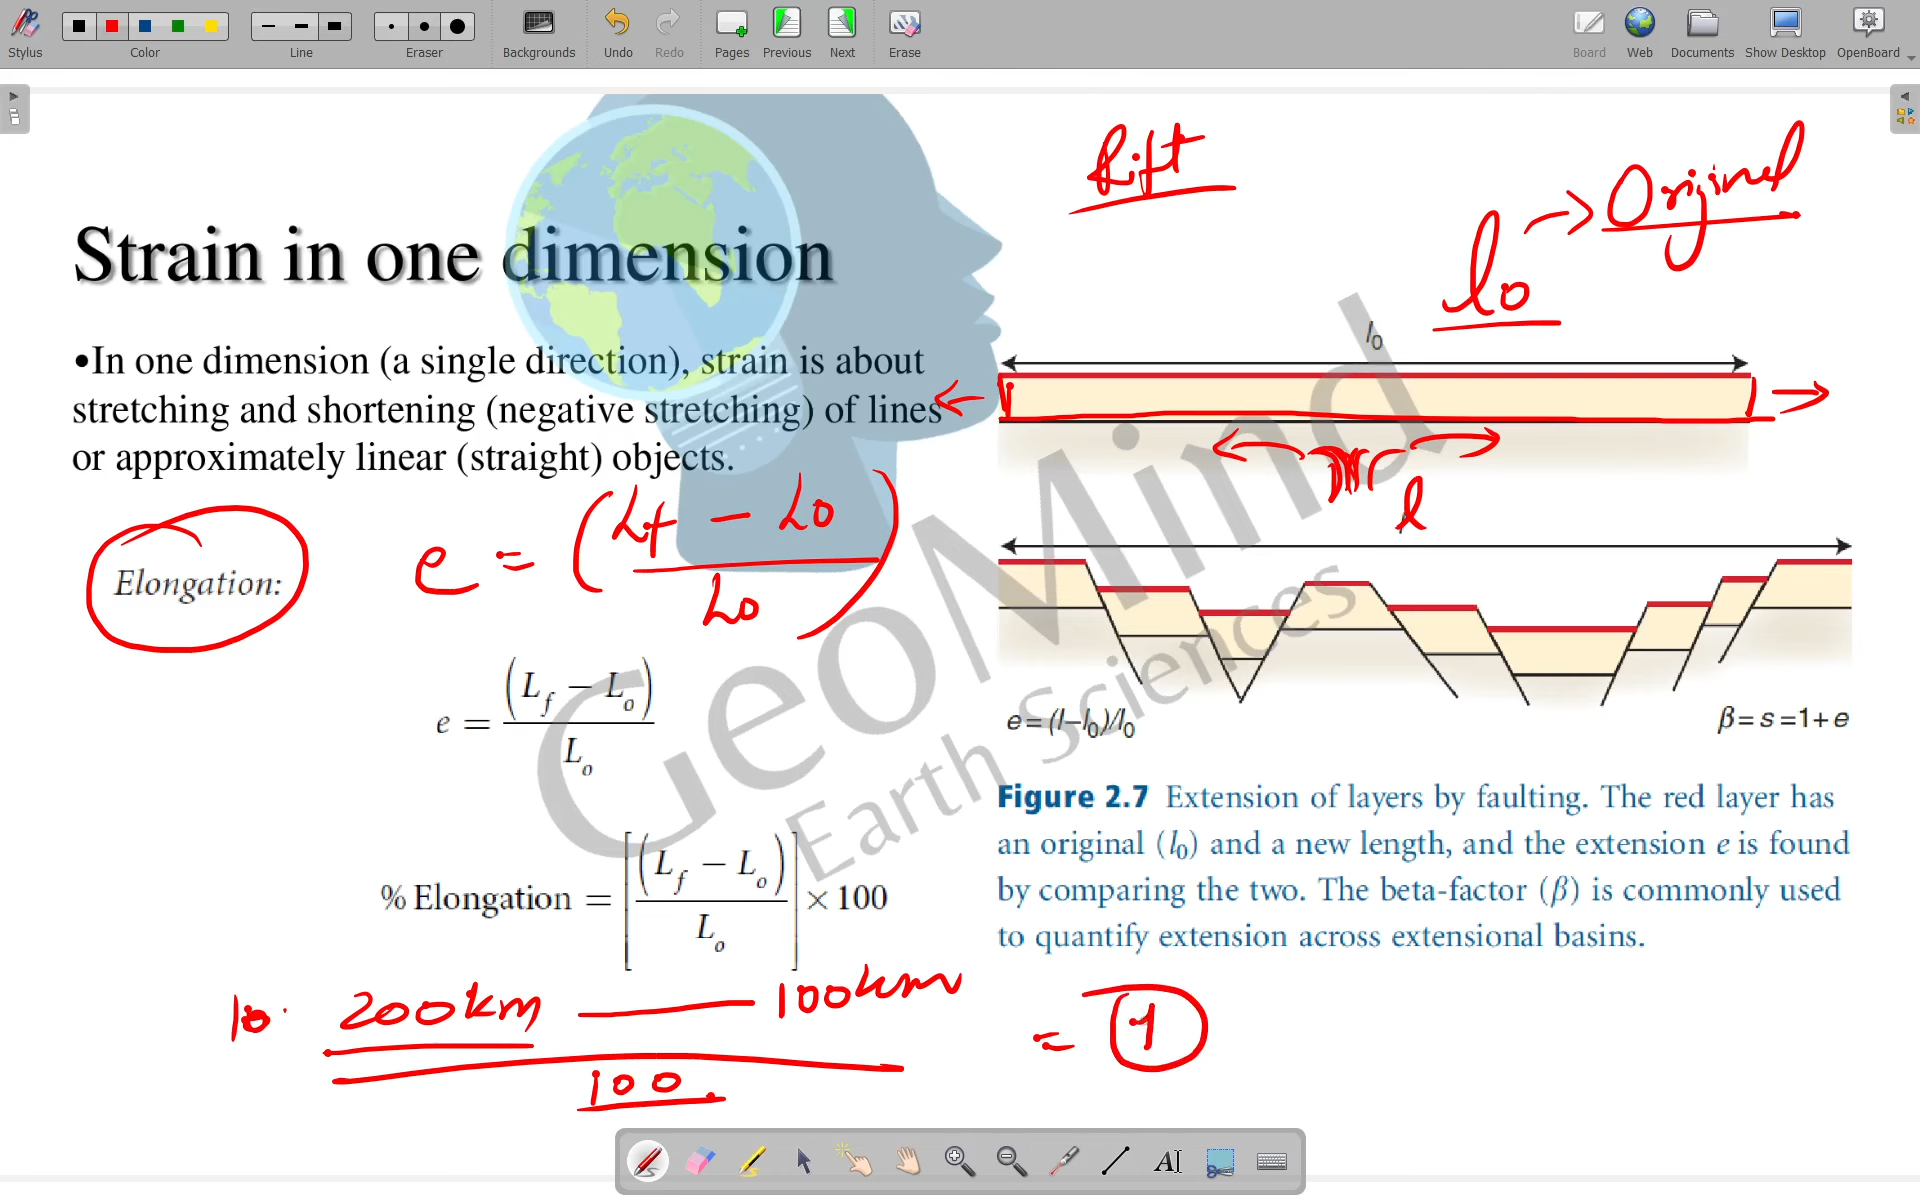 Stylus
Color
Line
Eraser
Backgrounds
Undo
Redo
Pages
Previous
Next
Erase
Board
Web
Documents
Show Desktop
OpenBoard
Rift
l0 → Original
Strain in one dimension
•In one dimension (a single direction), strain is about
stretching and shortening (negative stretching) of lines
or approximately linear (straight) objects.
l0
l
Elongation:
e = (Lf - L0 / L0)
e = (Lf − Lo) / Lo
% Elongation = [(Lf − Lo) / Lo] × 100
e = (l–l0)/l0
β = s = 1 + e
GeoMind
Earth Sciences
Figure 2.7 Extension of layers by faulting. The red layer has
an original (l0) and a new length, and the extension e is found
by comparing the two. The beta-factor (β) is commonly used
to quantify extension across extensional basins.
200km — 100km
100
= 1